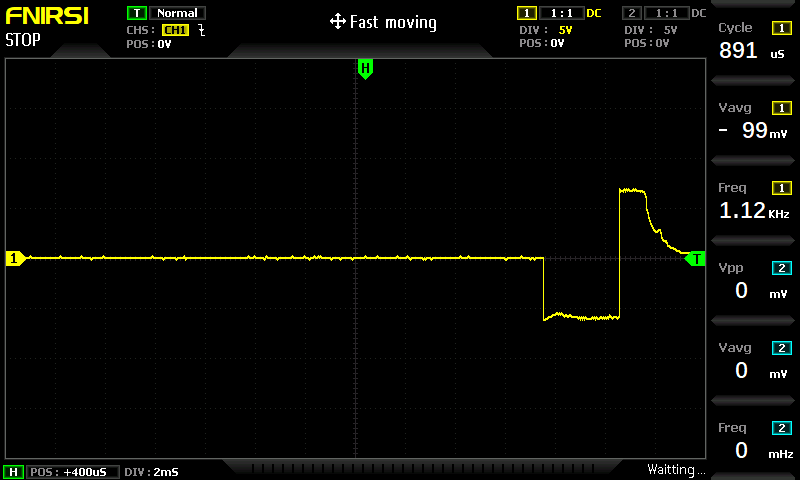 FNIRSI
STOP
T Normal
CHS: CH1
POS:0V
Fast moving
1 1:1 DC
DIV: 5V
POS:0V
2 1:1 DC
DIV: 5V
POS:0V
H
1
T
Cycle 1
891 uS
Vavg 1
- 99 mV
Freq 1
1.12 KHz
Vpp 2
0 mV
Vavg 2
0 mV
Freq 2
0 mHz
H POS: +400uS DIV:2mS
Waitting...